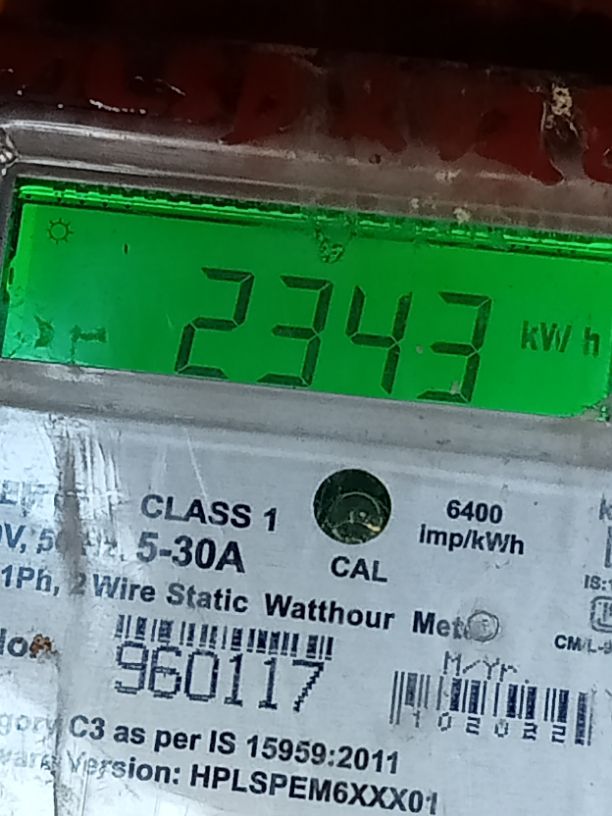 2343 kWh
CLASS 1
6400
imp/kWh
5-30A
CAL
1Ph, 2 Wire Static Watthour
960117
M/Yr.
102022
C3 as per IS 15959:2011
Version: HPLSPEM6XXX01